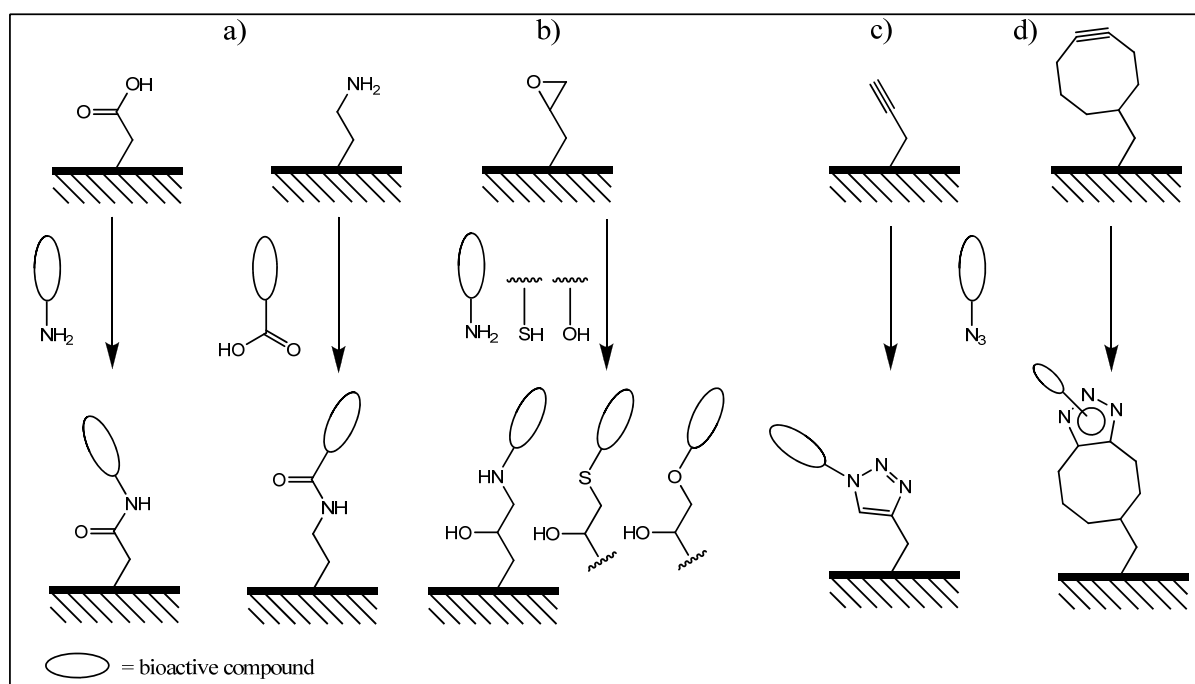 a)
b)
c)
d)
OH
O
NH₂
O
NH₂
HO
O
NH₂
SH
OH
N₃
NH
O
O
NH
HN
HO
S
HO
O
HO
N
N
N
N
N
N
= bioactive compound